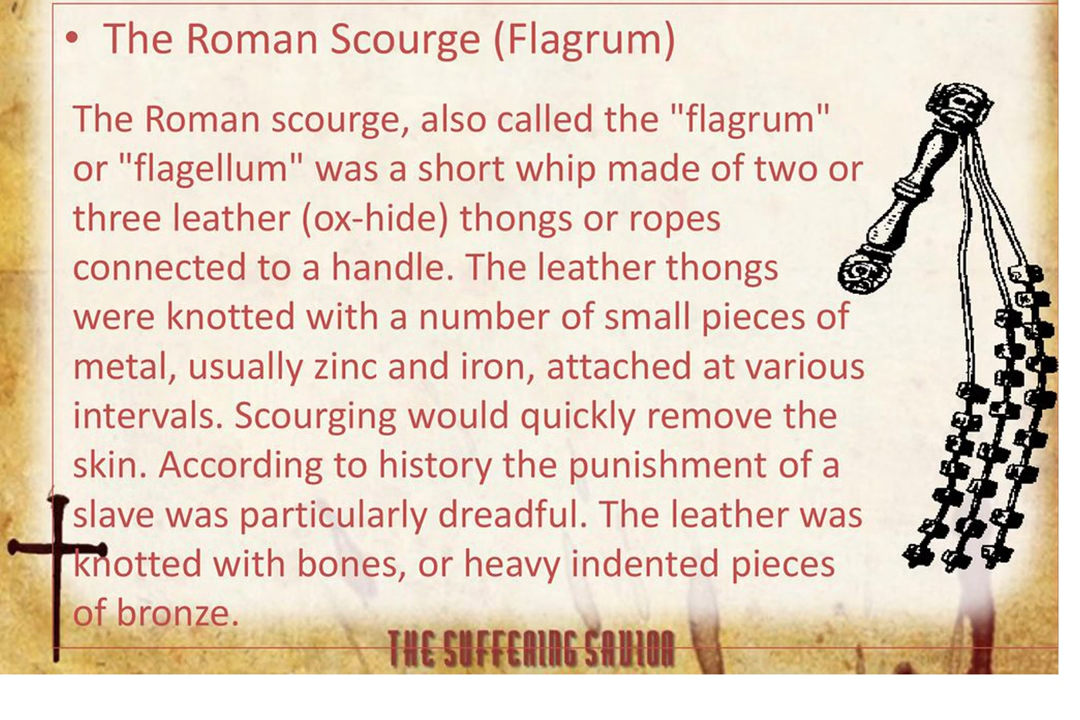 • The Roman Scourge (Flagrum)
The Roman scourge, also called the "flagrum"
or "flagellum" was a short whip made of two or
three leather (ox-hide) thongs or ropes
connected to a handle. The leather thongs
were knotted with a number of small pieces of
metal, usually zinc and iron, attached at various
intervals. Scourging would quickly remove the
skin. According to history the punishment of a
slave was particularly dreadful. The leather was
knotted with bones, or heavy indented pieces
of bronze.
THE SUFFERING SAVIOR